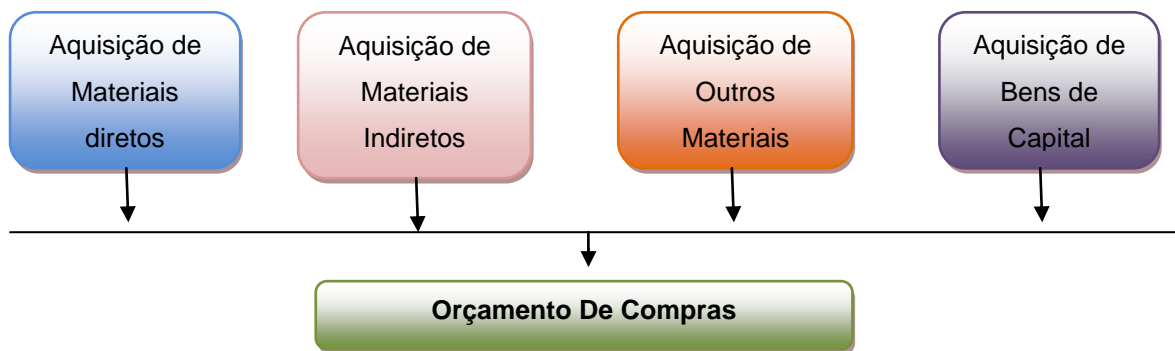 Aquisição de
Materiais
diretos
Aquisição de
Materiais
Indiretos
Aquisição de
Outros
Materiais
Aquisição de
Bens de
Capital
Orçamento De Compras